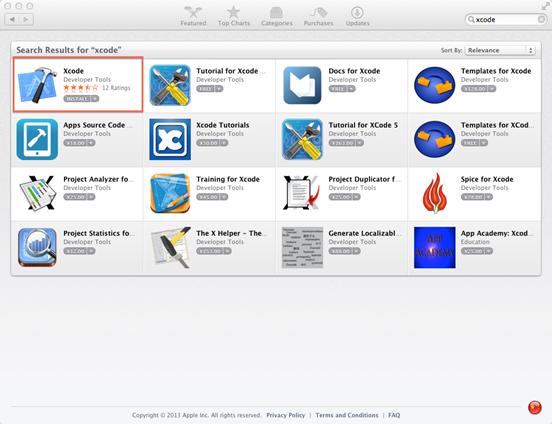 Featured
Top Charts
Categories
Purchases
Updates
xcode
Search Results for “xcode”
Sort By: Relevance
Xcode
Developer Tools
12 Ratings
INSTALL
Tutorial for Xcode ...
Developer Tools
FREE
Docs for Xcode
Developer Tools
FREE
Templates for Xcode
Developer Tools
¥128.00
Apps Source Code ...
Developer Tools
¥18.00
Xcode Tutorials
Developer Tools
¥30.00
Tutorial for XCode 5
Developer Tools
¥163.00
Templates for XCod...
Developer Tools
FREE
Project Analyzer fo...
Developer Tools
¥25.00
Training for Xcode
Developer Tools
¥45.00
Project Duplicator f...
Developer Tools
¥25.00
Spice for Xcode
Developer Tools
Project Statistics fo...
Developer Tools
¥12.00
The X Helper – The...
Developer Tools
Generate Localizabl...
Developer Tools
¥68.00
APP
ACADEMY
App Academy: Xcod...
Education
¥25.00
Copyright © 2013 Apple Inc. All rights reserved. Privacy Policy | Terms and Conditions | FAQ